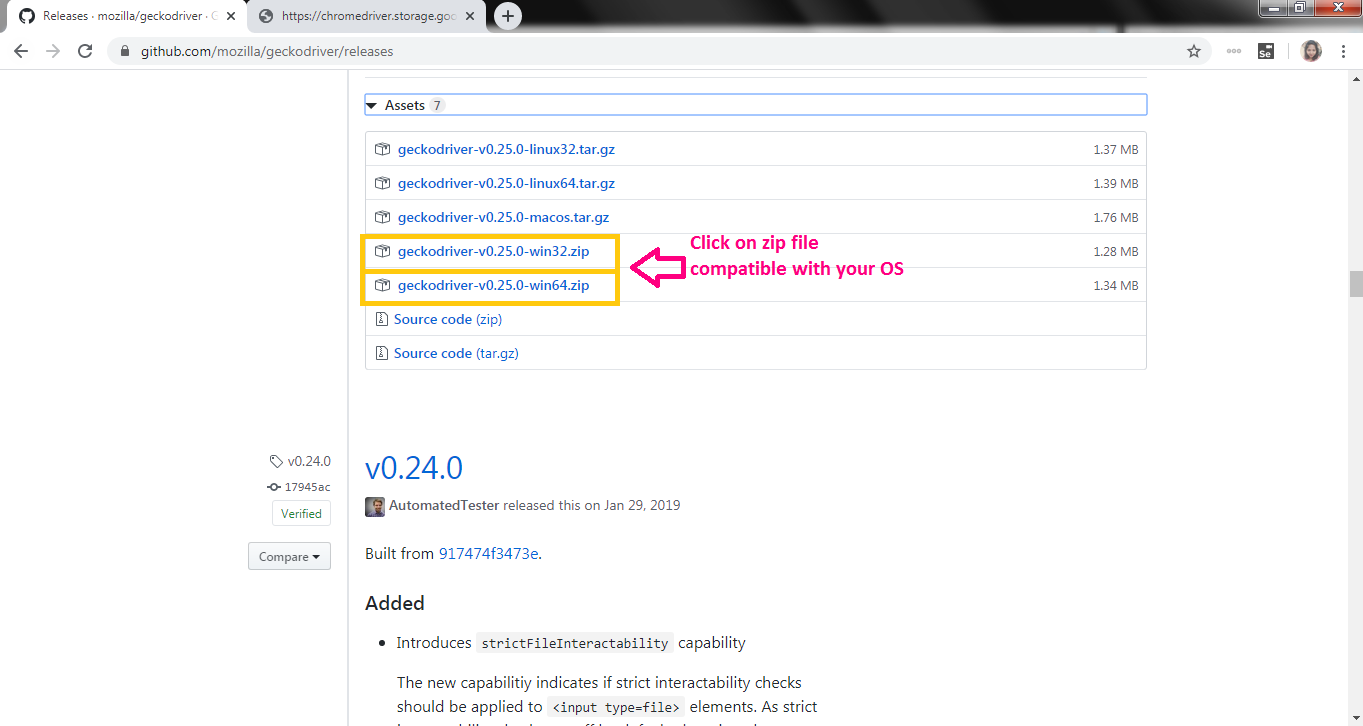 Releases · mozilla/geckodriver · G
https://chromedriver.storage.goo
github.com/mozilla/geckodriver/releases
Se
Assets 7
geckodriver-v0.25.0-linux32.tar.gz 1.37 MB
geckodriver-v0.25.0-linux64.tar.gz 1.39 MB
geckodriver-v0.25.0-macos.tar.gz 1.76 MB
geckodriver-v0.25.0-win32.zip 1.28 MB
geckodriver-v0.25.0-win64.zip 1.34 MB
Click on zip file
compatible with your OS
Source code (zip)
Source code (tar.gz)
v0.24.0
17945ac
Verified
Compare
v0.24.0
AutomatedTester released this on Jan 29, 2019
Built from 917474f3473e.
Added
• Introduces strictFileInteractability capability
The new capabilitiy indicates if strict interactability checks
should be applied to <input type=file> elements. As strict